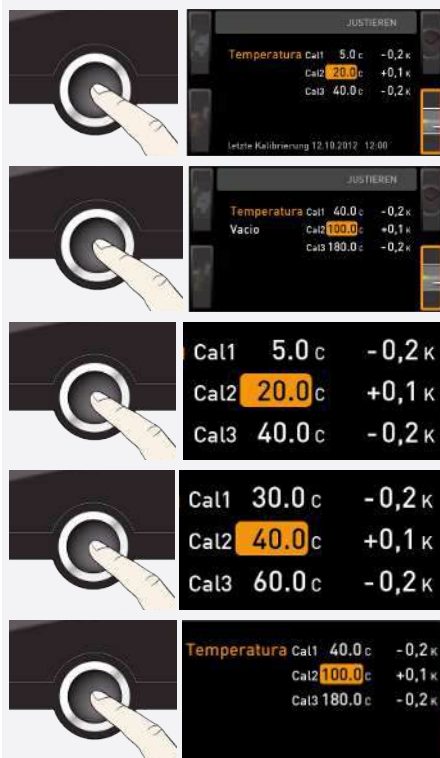 JUSTIEREN
Temperatura Cal1 5.0 c -0,2 K
Cal2 20.0 c +0,1 K
Cal3 40.0 c -0,2 K
letzte Kalibrierung 12.10.2012 12:00
JUSTIEREN
Temperatura Cal1 40.0 c -0,2 K
Vacio Cal2 100.0 c +0,1 K
Cal3 180.0 c -0,2 K
Cal1 5.0 c -0,2 K
Cal2 20.0 c +0,1 K
Cal3 40.0 c -0,2 K
Cal1 30.0 c -0,2 K
Cal2 40.0 c +0,1 K
Cal3 60.0 c -0,2 K
Temperatura Cal1 40.0 c -0,2 K
Cal2 100.0 c +0,1 K
Cal3 180.0 c -0,2 K